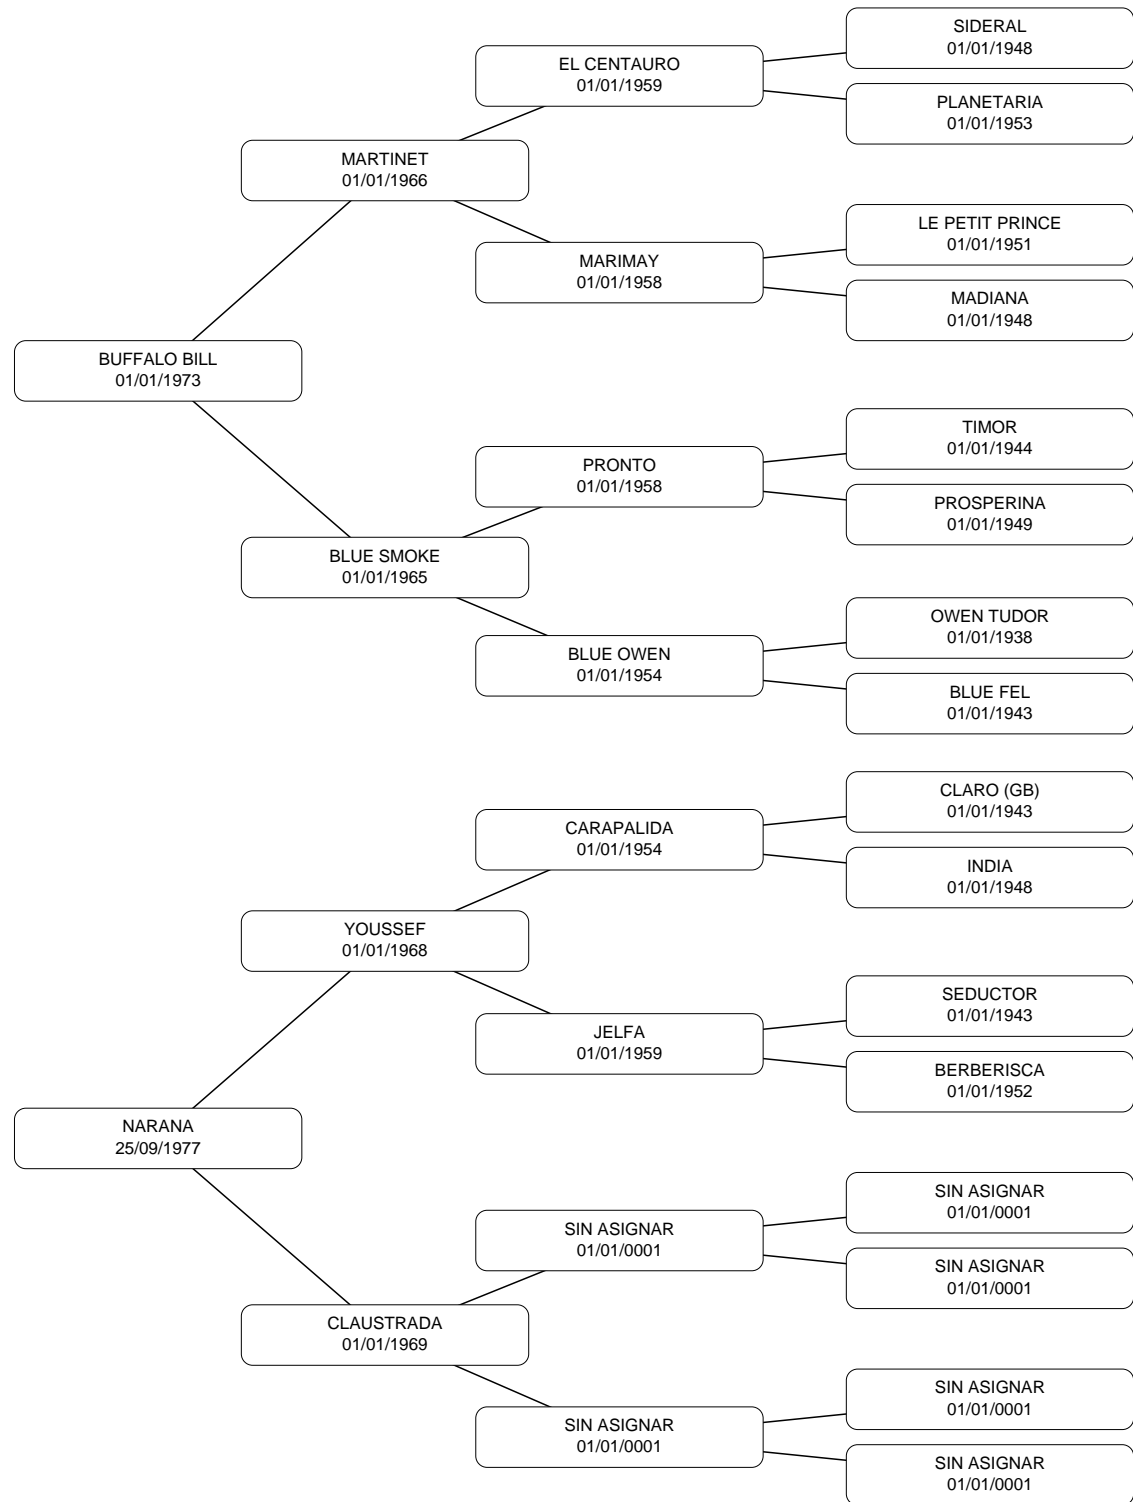 SIDERAL
01/01/1948
EL CENTAURO
01/01/1959
PLANETARIA
01/01/1953
MARTINET
01/01/1966
LE PETIT PRINCE
01/01/1951
MARIMAY
01/01/1958
MADIANA
01/01/1948
BUFFALO BILL
01/01/1973
TIMOR
01/01/1944
PRONTO
01/01/1958
PROSPERINA
01/01/1949
BLUE SMOKE
01/01/1965
OWEN TUDOR
01/01/1938
BLUE OWEN
01/01/1954
BLUE FEL
01/01/1943
CLARO (GB)
01/01/1943
CARAPALIDA
01/01/1954
INDIA
01/01/1948
YOUSSEF
01/01/1968
SEDUCTOR
01/01/1943
JELFA
01/01/1959
BERBERISCA
01/01/1952
NARANA
25/09/1977
SIN ASIGNAR
01/01/0001
SIN ASIGNAR
01/01/0001
SIN ASIGNAR
01/01/0001
CLAUSTRADA
01/01/1969
SIN ASIGNAR
01/01/0001
SIN ASIGNAR
01/01/0001
SIN ASIGNAR
01/01/0001